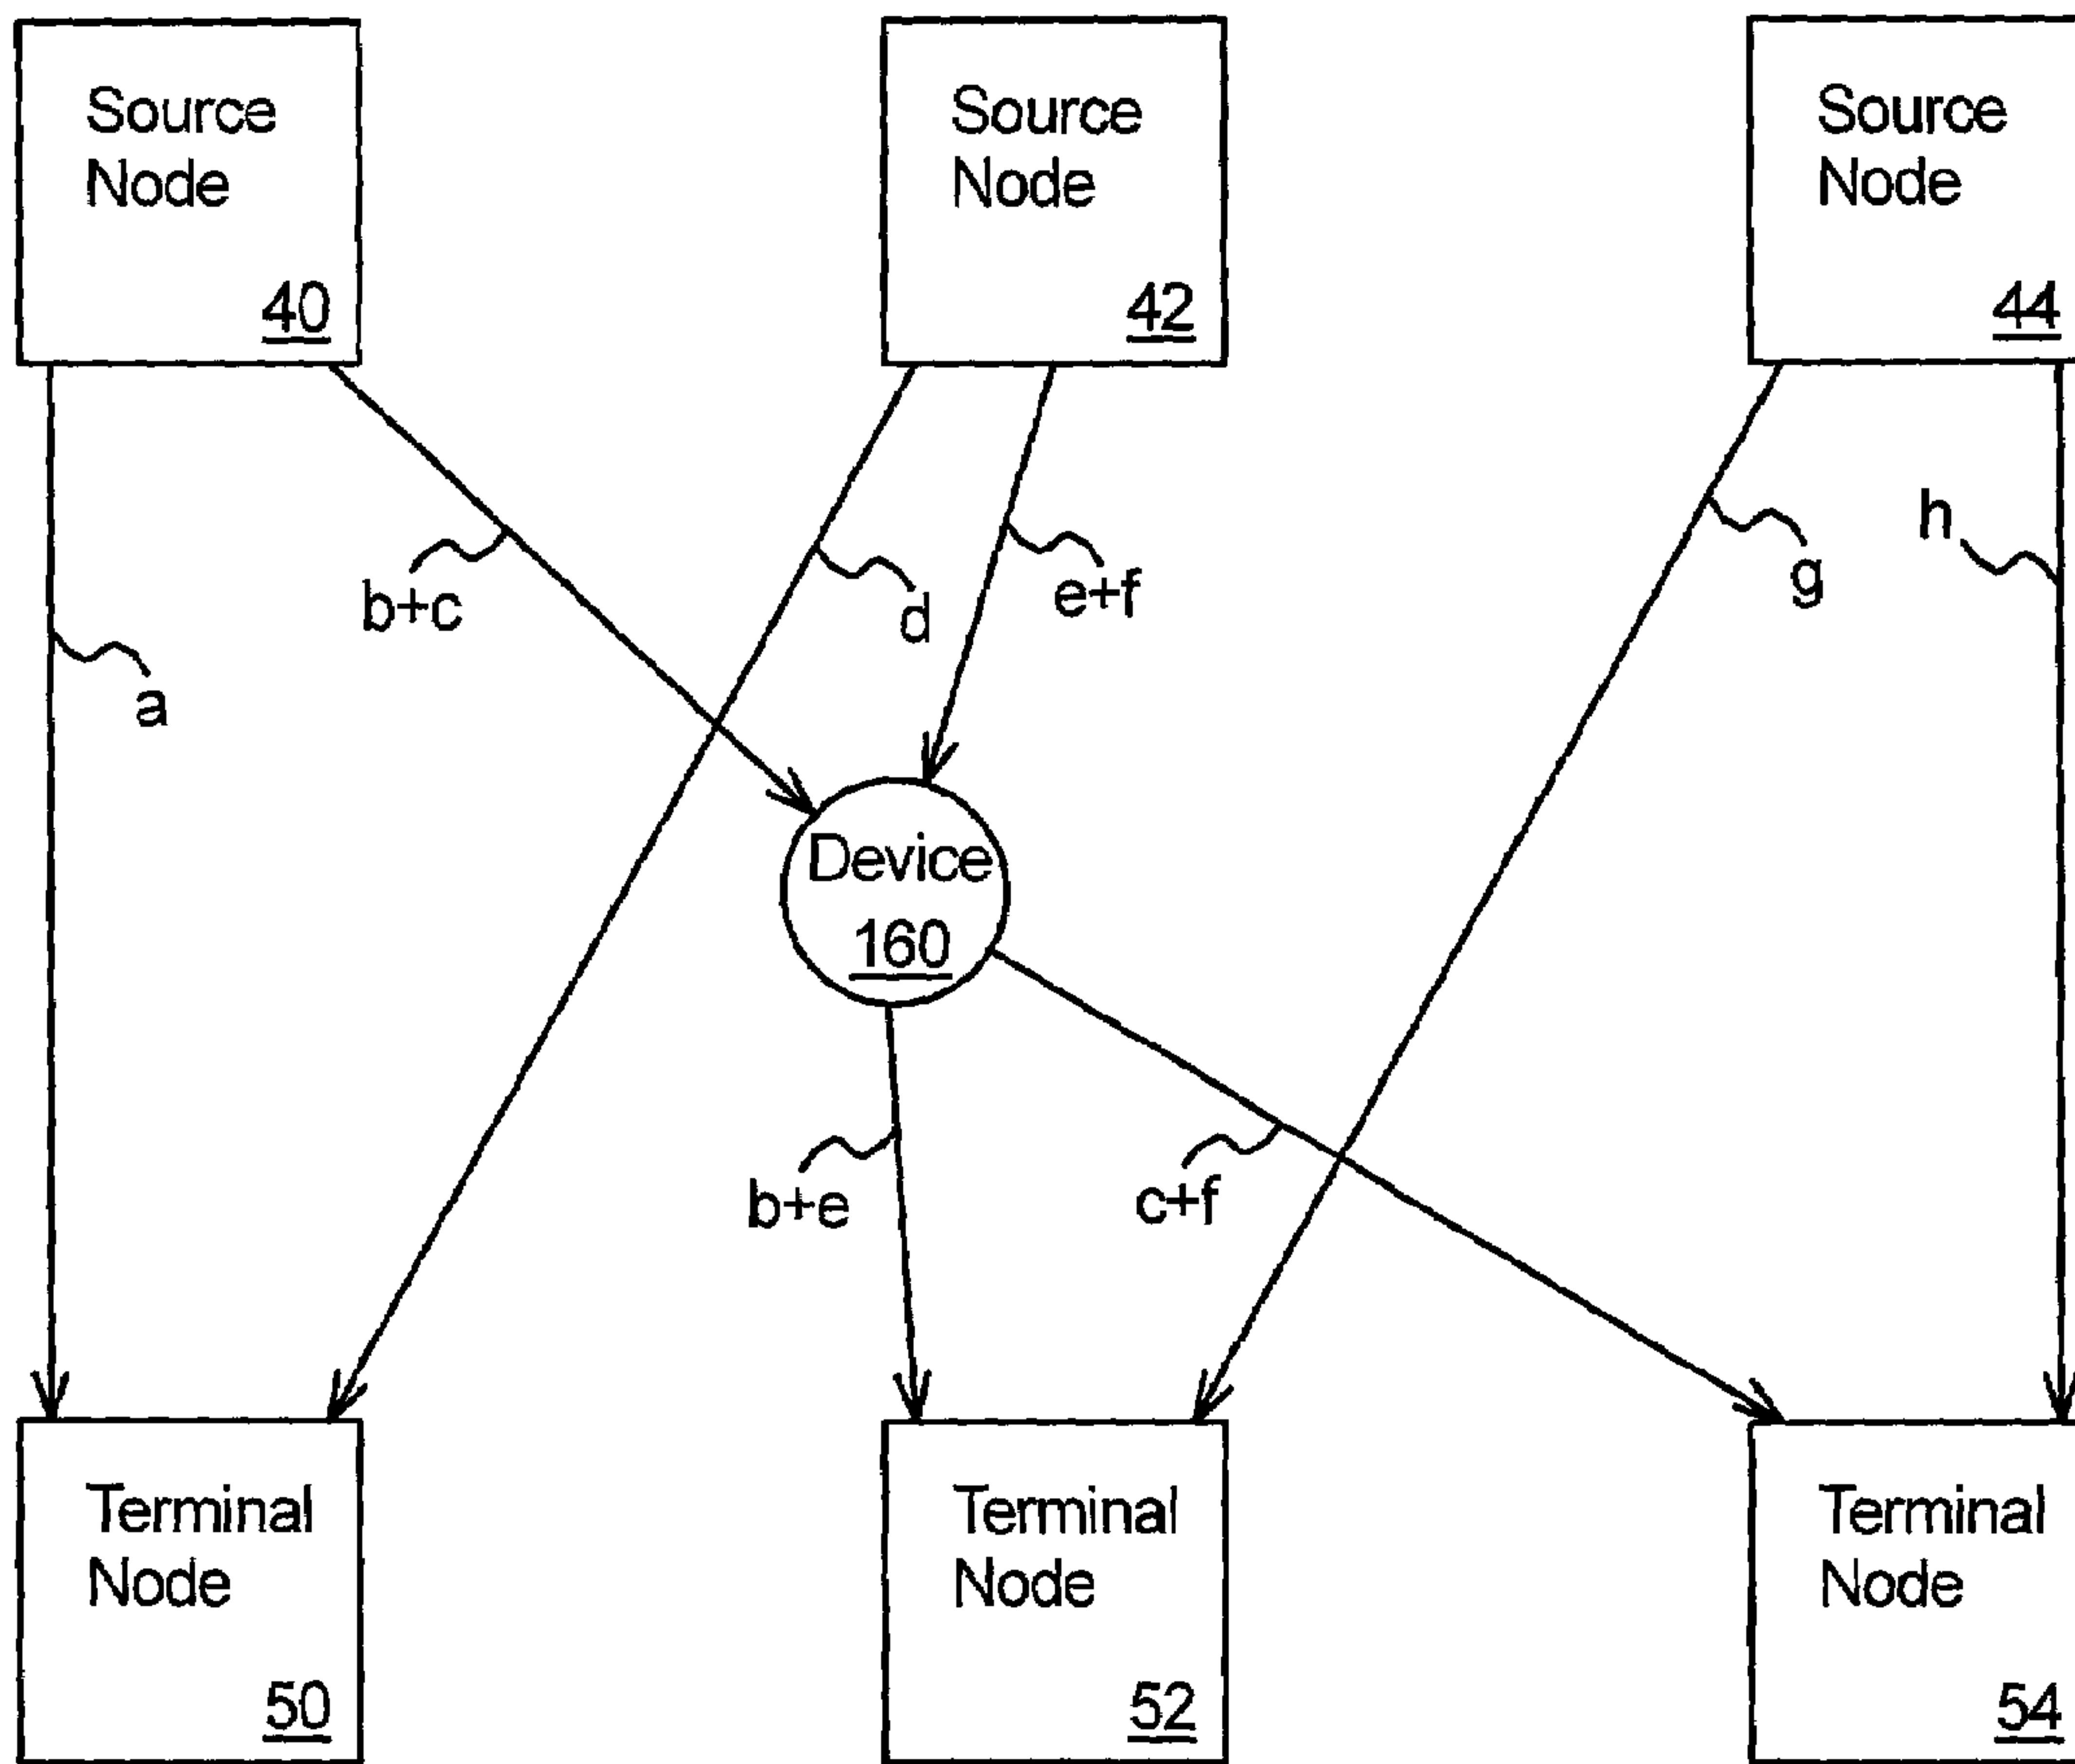 Source
Node
40
Source
Node
42
Source
Node
44
a
b+c
d
e+f
g
h
Device
160
b+e
c+f
Terminal
Node
50
Terminal
Node
52
Terminal
Node
54